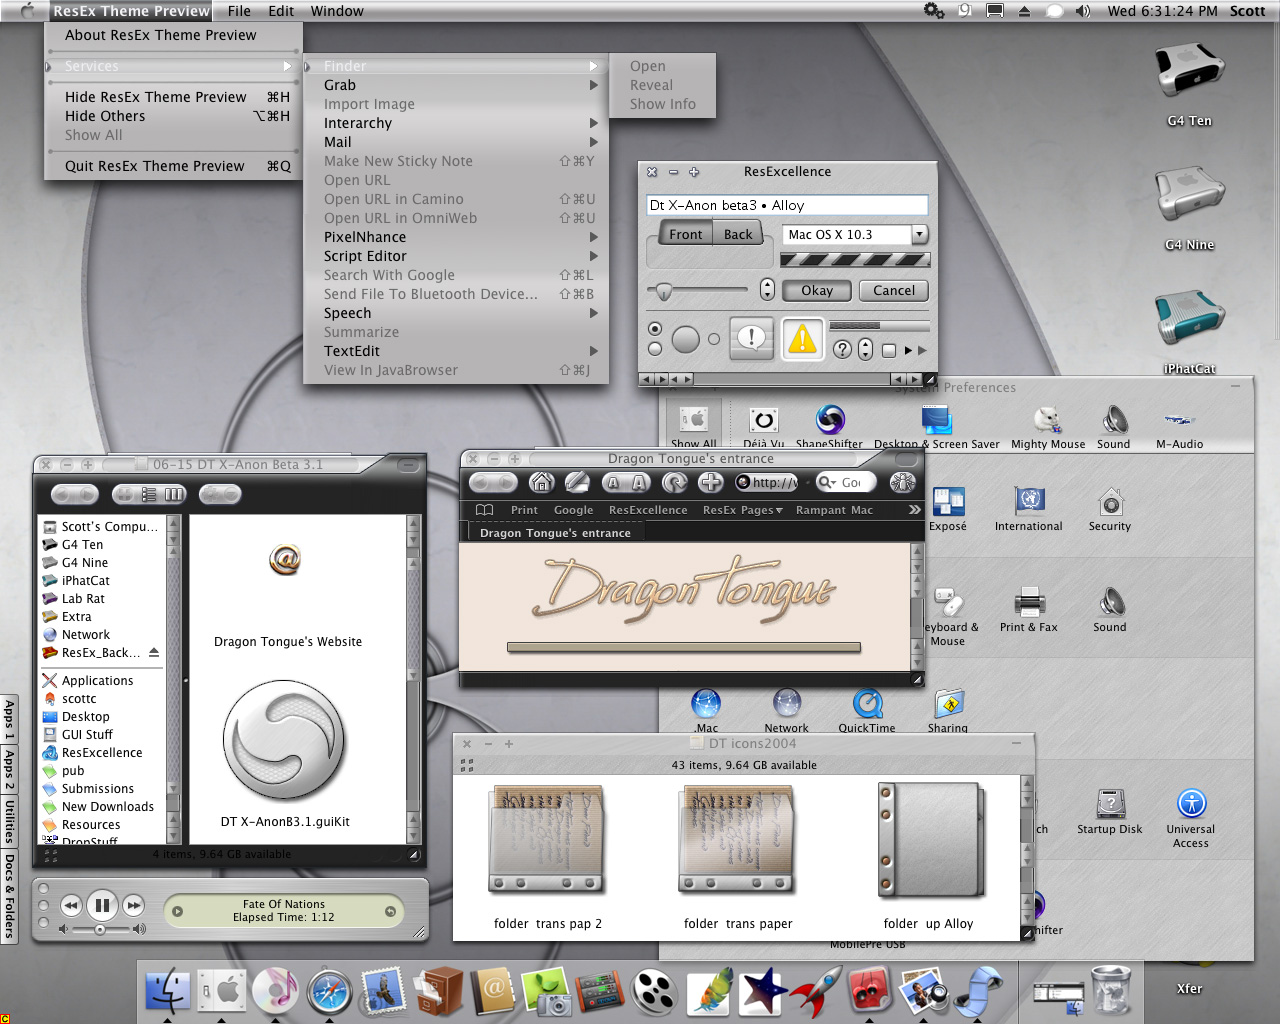 ResEx Theme Preview File Edit Window Wed 6:31:24 PM Scott
About ResEx Theme Preview
Services
Hide ResEx Theme Preview ⌘H
Hide Others ⌥⌘H
Show All
Quit ResEx Theme Preview ⌘Q
Finder
Grab
Import Image
Interarchy
Mail
Make New Sticky Note ⇧⌘Y
Open URL
Open URL in Camino ⇧⌘U
Open URL in OmniWeb ⇧⌘U
PixelNhance
Script Editor
Search With Google ⇧⌘L
Send File To Bluetooth Device... ⇧⌘B
Speech
Summarize
TextEdit
View In JavaBrowser ⇧⌘J
Open
Reveal
Show Info
G4 Ten
G4 Nine
iPhatCat
ResExcellence
Dt X-Anon beta3 • Alloy
Front Back
Mac OS X 10.3
Okay Cancel
System Preferences
Show All Déjà Vu ShapeShifter Desktop & Screen Saver Mighty Mouse Sound M-Audio
Exposé International Security
eyboard &
Mouse
Print & Fax Sound
.Mac Network QuickTime Sharing
ch Startup Disk Universal
Access
hifter
MobilePre USB
06-15 DT X-Anon Beta 3.1
Scott's Compu...
G4 Ten
G4 Nine
iPhatCat
Lab Rat
Extra
Network
ResEx_Back...
Applications
scottc
Desktop
GUI Stuff
ResExcellence
pub
Submissions
New Downloads
Resources
DropStuff
Dragon Tongue's Website
DT X-AnonB3.1.guiKit
4 items, 9.64 GB available
Dragon Tongue's entrance
http://w
Goo
Print Google ResExcellence ResEx Pages Rampant Mac »
Dragon Tongue's entrance
Dragon Tongue
DT icons2004
43 items, 9.64 GB available
folder trans pap 2
folder trans paper
folder up Alloy
Apps 1
Apps 2
Utilities
Docs & Folders
Fate Of Nations
Elapsed Time: 1:12
Xfer